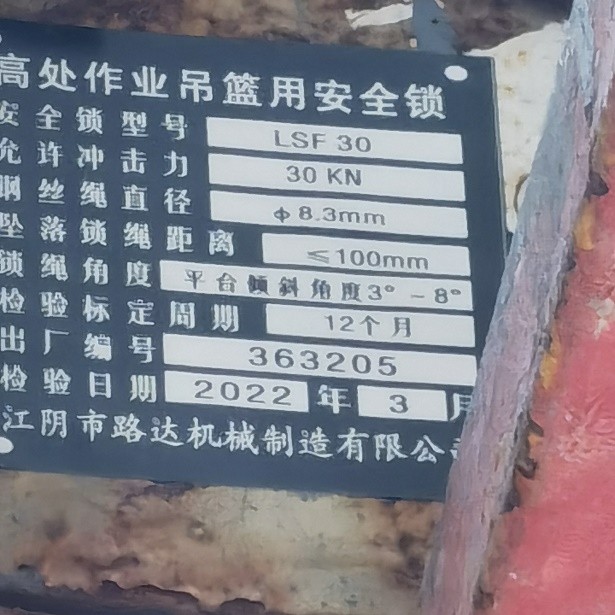 高处作业吊篮用安全锁
安全锁型号 LSF 30
允许冲击力 30 KN
钢丝绳直径 ф8.3mm
坠落锁绳距离 ≤100mm
锁绳角度 平台倾斜角度3° - 8°
检验标定周期 12个月
出厂编号 363205
检验日期 2022 年 3 月
江阴市路达机械制造有限公